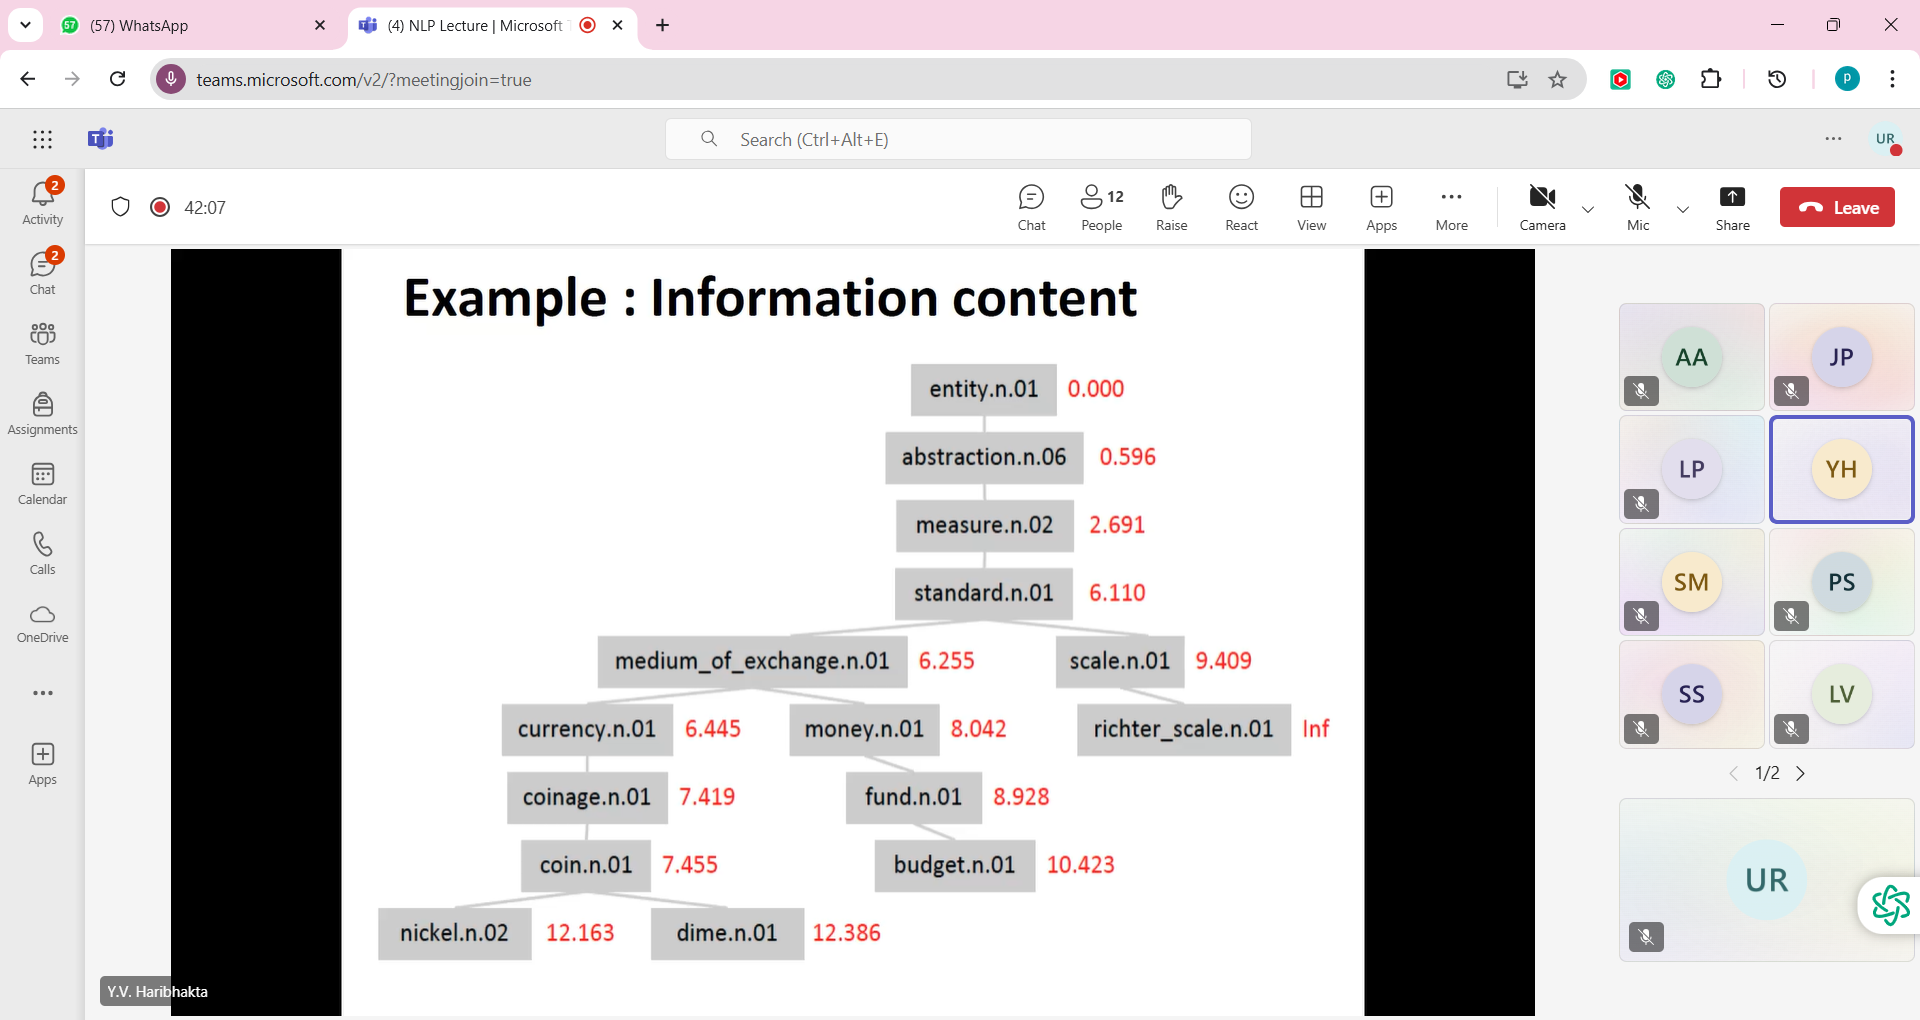 57
(57) WhatsApp
(4) NLP Lecture | Microsoft
teams.microsoft.com/v2/?meetingjoin=true
P
Search (Ctrl+Alt+E)
UR
2
Activity
2
Chat
Teams
Assignments
Calendar
Calls
OneDrive
Apps
42:07
Chat
12
People
Raise
React
View
Apps
More
Camera
Mic
Share
Leave
Example : Information content
entity.n.01 0.000
abstraction.n.06 0.596
measure.n.02 2.691
standard.n.01 6.110
medium_of_exchange.n.01 6.255 scale.n.01 9.409
currency.n.01 6.445 money.n.01 8.042 richter_scale.n.01 Inf
coinage.n.01 7.419 fund.n.01 8.928
coin.n.01 7.455 budget.n.01 10.423
nickel.n.02 12.163 dime.n.01 12.386
Y.V. Haribhakta
AA JP
LP YH
SM PS
SS LV
1/2
UR